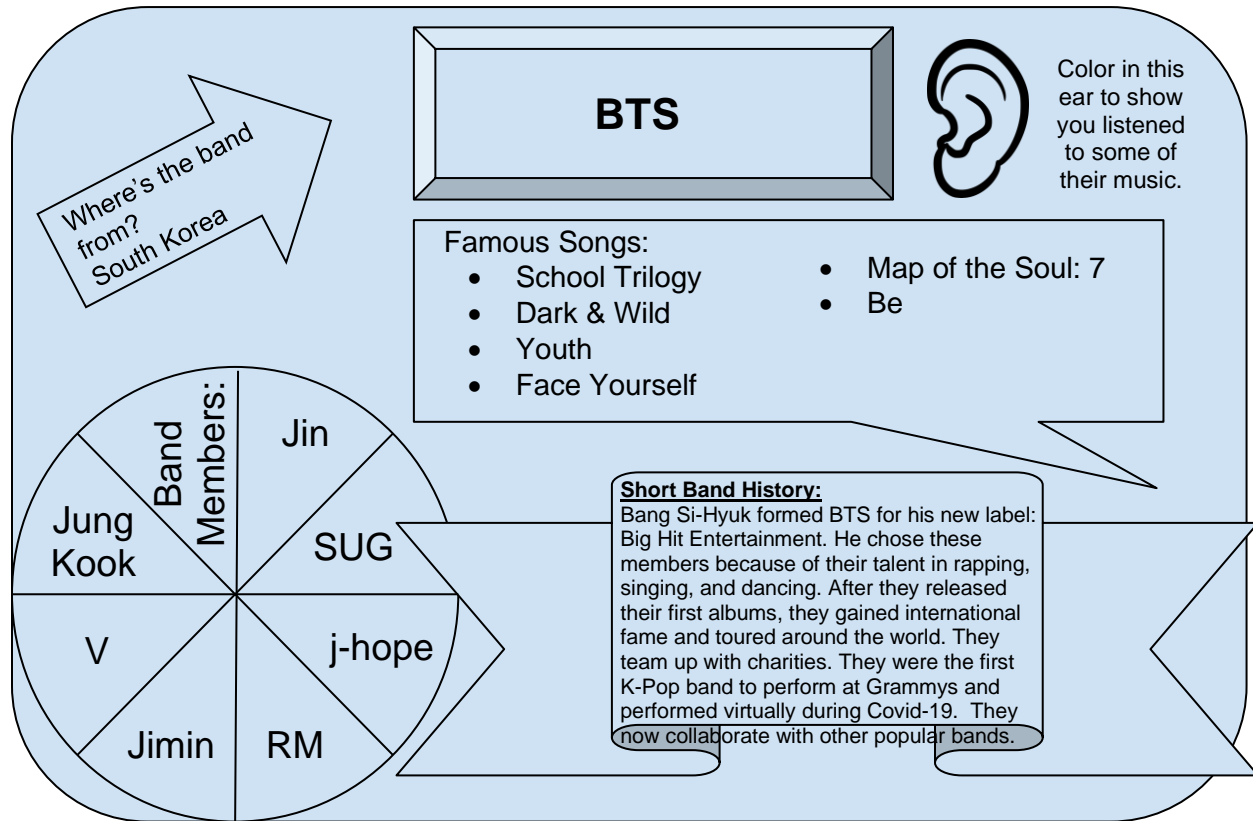 BTS
Color in this
ear to show
you listened
to some of
their music.
Where's the band
from?
South Korea
Famous Songs:
• School Trilogy
• Dark & Wild
• Youth
• Face Yourself
• Map of the Soul: 7
• Be
Band
Members:
Jin
SUG
j-hope
RM
Jimin
V
Jung
Kook
Short Band History:
Bang Si-Hyuk formed BTS for his new label:
Big Hit Entertainment. He chose these
members because of their talent in rapping,
singing, and dancing. After they released
their first albums, they gained international
fame and toured around the world. They
team up with charities. They were the first
K-Pop band to perform at Grammys and
performed virtually during Covid-19. They
now collaborate with other popular bands.